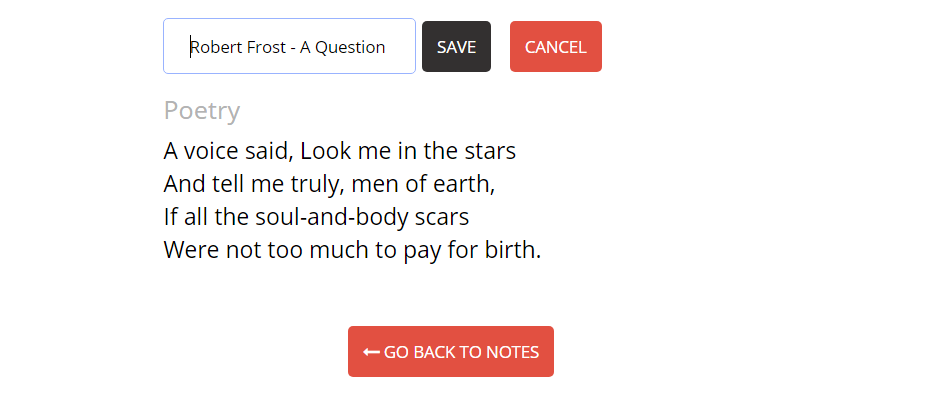 Robert Frost - A Question
SAVE
CANCEL
Poetry
A voice said, Look me in the stars
And tell me truly, men of earth,
If all the soul-and-body scars
Were not too much to pay for birth.
GO BACK TO NOTES